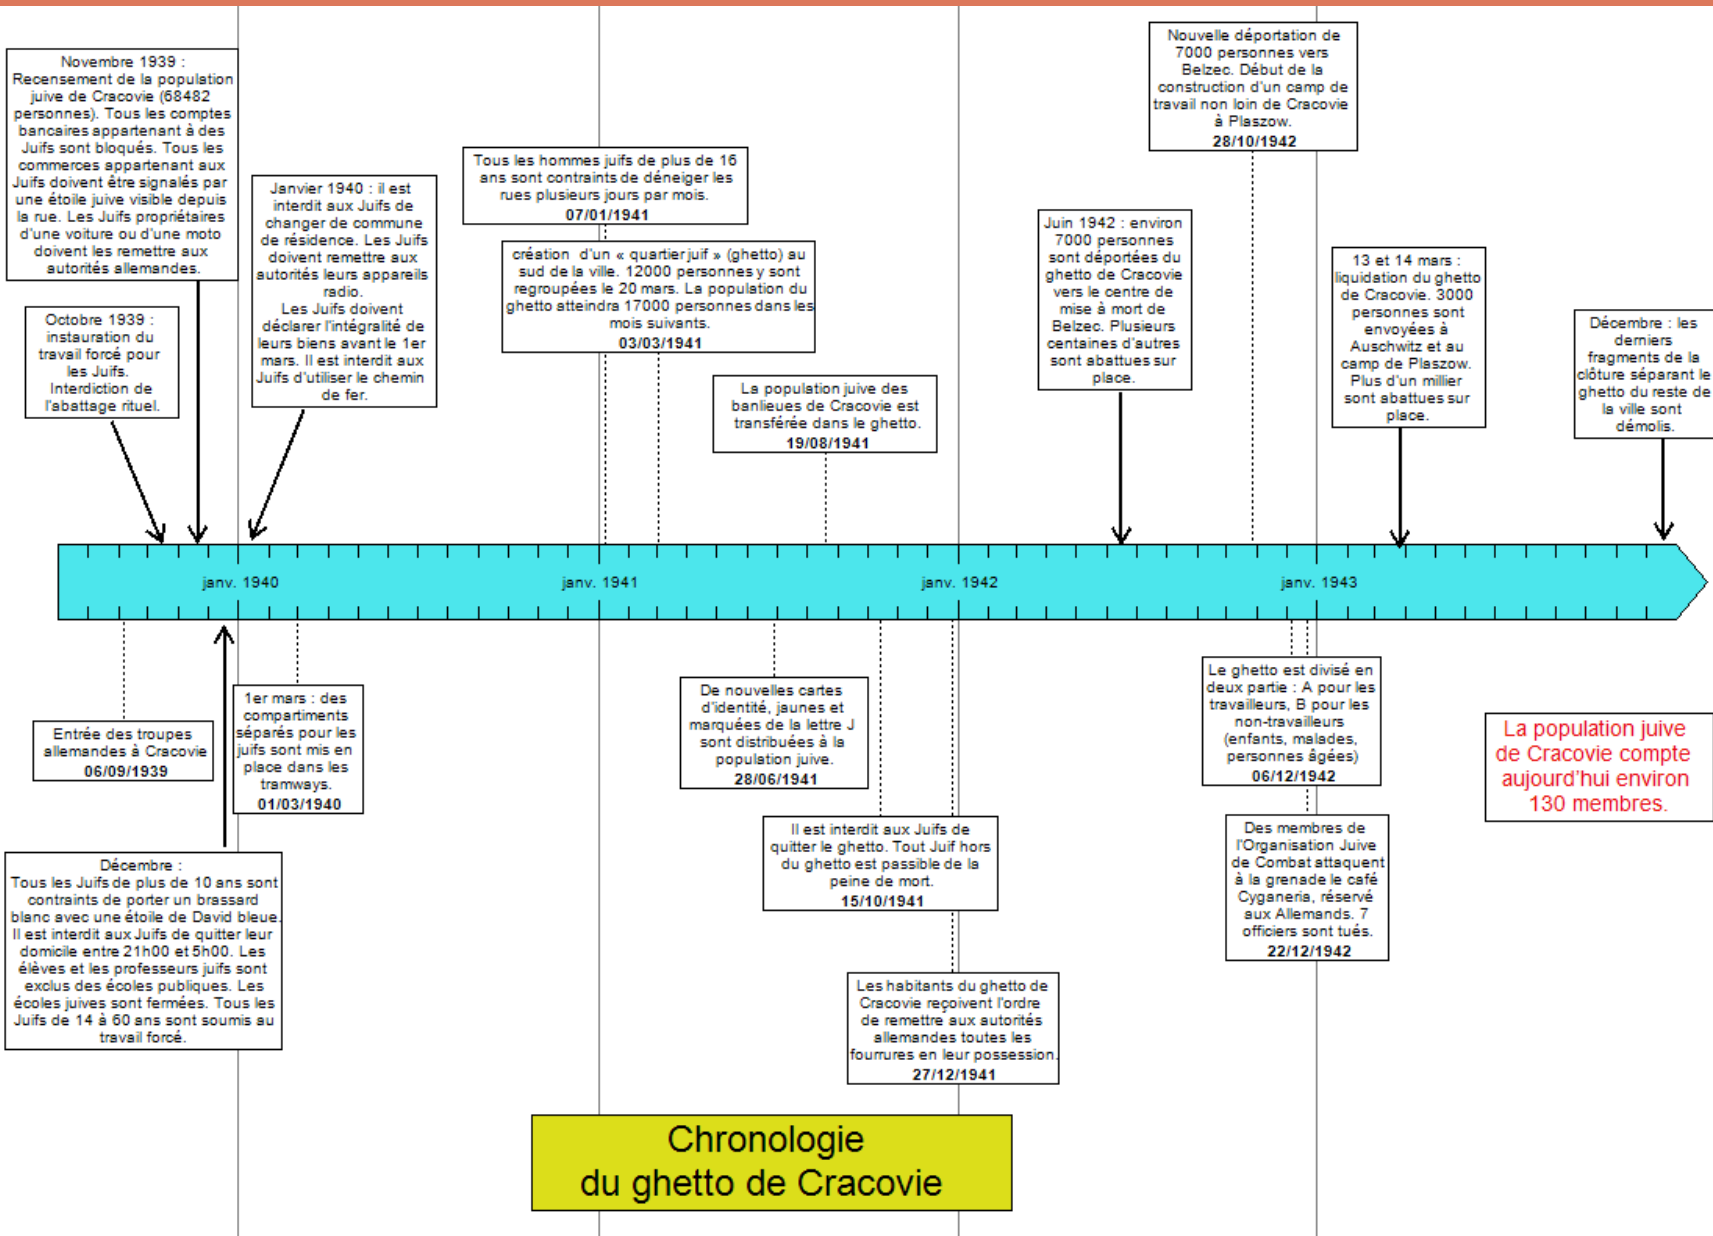 Novembre 1939 :
Recensement de la population
juive de Cracovie (68482
personnes). Tous les comptes
bancaires appartenant à des
Juifs sont bloqués. Tous les
commerces appartenant aux
Juifs doivent être signalés par
une étoile juive visible depuis
la rue. Les Juifs propriétaires
d'une voiture ou d'une moto
doivent les remettre aux
autorités allemandes.
Octobre 1939 :
instauration du
travail forcé pour
les Juifs.
Interdiction de
l'abattage rituel.
Janvier 1940 : il est
interdit aux Juifs de
changer de commune
de résidence. Les Juifs
doivent remettre aux
autorités leurs appareils
radio.
Les Juifs doivent
déclarer l'intégralité de
leurs biens avant le 1er
mars. Il est interdit aux
Juifs d'utiliser le chemin
de fer.
Tous les hommes juifs de plus de 16
ans sont contraints de déneiger les
rues plusieurs jours par mois.
07/01/1941
création d'un « quartier juif » (ghetto) au
sud de la ville. 12000 personnes y sont
regroupées le 20 mars. La population du
ghetto atteindra 17000 personnes dans les
mois suivants.
03/03/1941
La population juive des
banlieues de Cracovie est
transférée dans le ghetto.
19/08/1941
Juin 1942 : environ
7000 personnes
sont déportées du
ghetto de Cracovie
vers le centre de
mise à mort de
Belzec. Plusieurs
centaines d'autres
sont abattues sur
place.
Nouvelle déportation de
7000 personnes vers
Belzec. Début de la
construction d'un camp de
travail non loin de Cracovie
à Plaszow.
28/10/1942
13 et 14 mars :
liquidation du ghetto
de Cracovie. 3000
personnes sont
envoyées à
Auschwitz et au
camp de Plaszow.
Plus d'un millier
sont abattues sur
place.
Décembre : les
derniers
fragments de la
clôture séparant le
ghetto du reste de
la ville sont
démolis.
janv. 1940
janv. 1941
janv. 1942
janv. 1943
Entrée des troupes
allemandes à Cracovie
06/09/1939
1er mars : des
compartiments
séparés pour les
juifs sont mis en
place dans les
tramways.
01/03/1940
Décembre :
Tous les Juifs de plus de 10 ans sont
contraints de porter un brassard
blanc avec une étoile de David bleue.
Il est interdit aux Juifs de quitter leur
domicile entre 21h00 et 5h00. Les
élèves et les professeurs juifs sont
exclus des écoles publiques. Les
écoles juives sont fermées. Tous les
Juifs de 14 à 60 ans sont soumis au
travail forcé.
De nouvelles cartes
d'identité, jaunes et
marquées de la lettre J
sont distribuées à la
population juive.
28/06/1941
Il est interdit aux Juifs de
quitter le ghetto. Tout Juif hors
du ghetto est passible de la
peine de mort.
15/10/1941
Les habitants du ghetto de
Cracovie reçoivent l'ordre
de remettre aux autorités
allemandes toutes les
fourrures en leur possession.
27/12/1941
Le ghetto est divisé en
deux partie : A pour les
travailleurs, B pour les
non-travailleurs
(enfants, malades,
personnes âgées)
06/12/1942
Des membres de
l'Organisation Juive
de Combat attaquent
à la grenade le café
Cyganeria, réservé
aux Allemands. 7
officiers sont tués.
22/12/1942
La population juive
de Cracovie compte
aujourd'hui environ
130 membres.
Chronologie
du ghetto de Cracovie